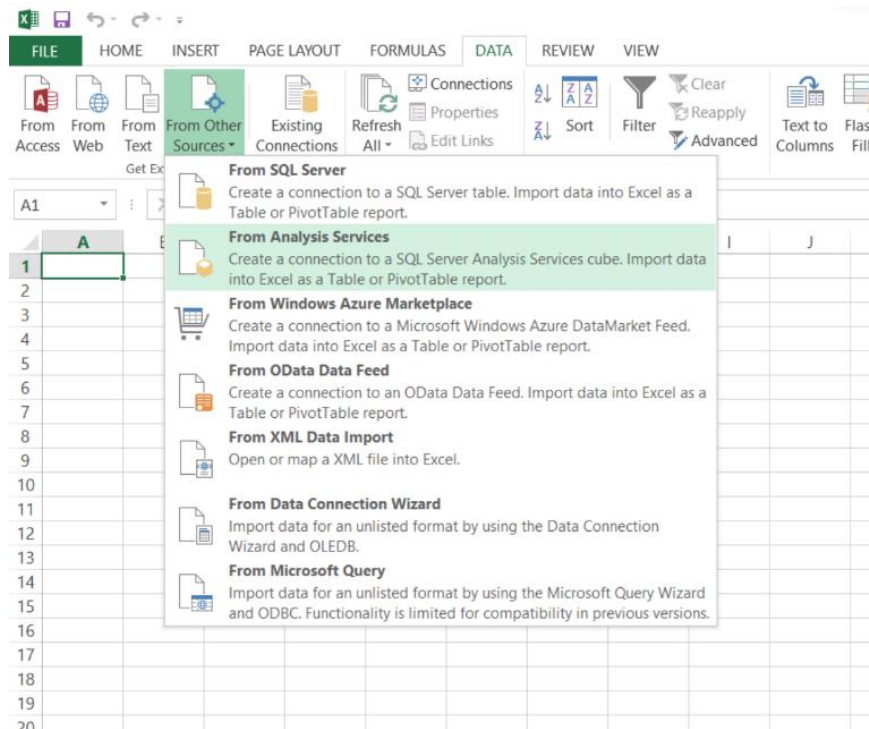 FILE HOME INSERT PAGE LAYOUT FORMULAS DATA REVIEW VIEW
From Access
From Web
From Text
From Other Sources
Existing Connections
Refresh All
Connections
Properties
Edit Links
Sort
Filter
Clear
Reapply
Advanced
Text to Columns
Get Ex
A1
A
I J
From SQL Server
Create a connection to a SQL Server table. Import data into Excel as a
Table or PivotTable report.
From Analysis Services
Create a connection to a SQL Server Analysis Services cube. Import data
into Excel as a Table or PivotTable report.
From Windows Azure Marketplace
Create a connection to a Microsoft Windows Azure DataMarket Feed.
Import data into Excel as a Table or PivotTable report.
From OData Data Feed
Create a connection to an OData Data Feed. Import data into Excel as a
Table or PivotTable report.
From XML Data Import
Open or map a XML file into Excel.
From Data Connection Wizard
Import data for an unlisted format by using the Data Connection
Wizard and OLEDB.
From Microsoft Query
Import data for an unlisted format by using the Microsoft Query Wizard
and ODBC. Functionality is limited for compatibility in previous versions.
1
2
3
4
5
6
7
8
9
10
11
12
13
14
15
16
17
18
19